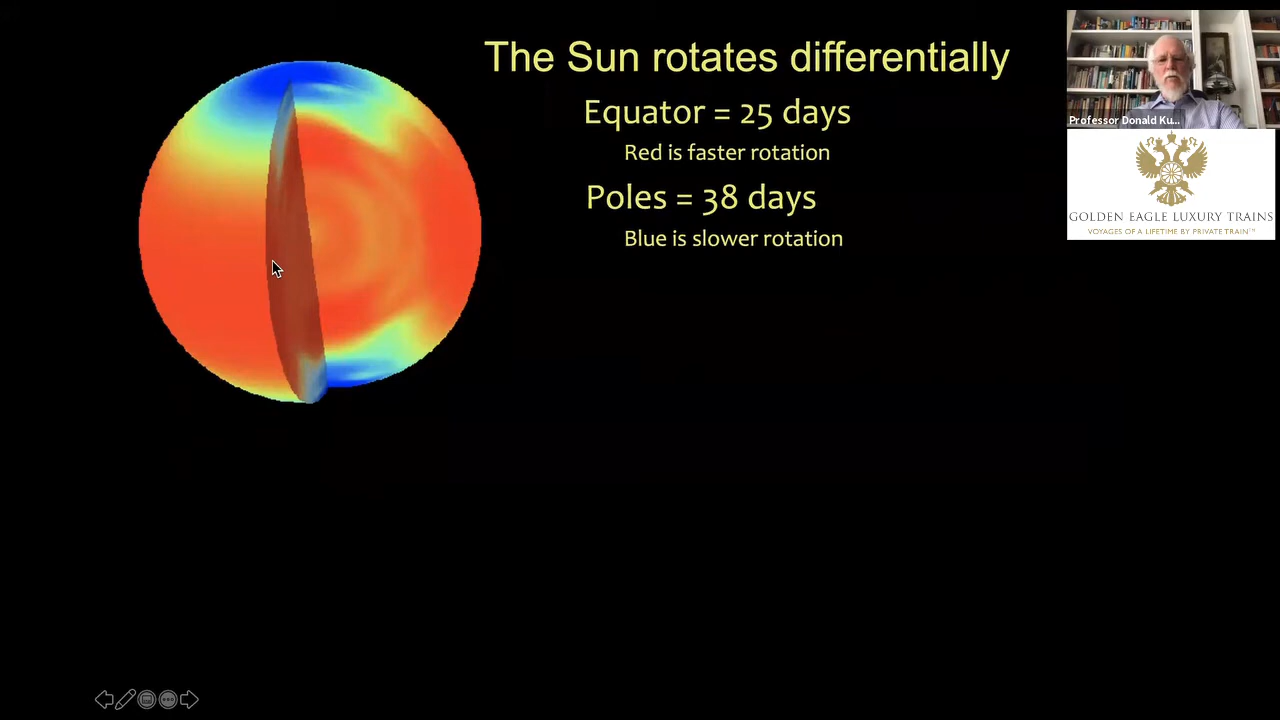 The Sun rotates differentially
Equator = 25 days
Red is faster rotation
Poles = 38 days
Blue is slower rotation
Professor Donald Ku...
GOLDEN EAGLE LUXURY TRAINS
VOYAGES OF A LIFETIME BY PRIVATE TRAIN™